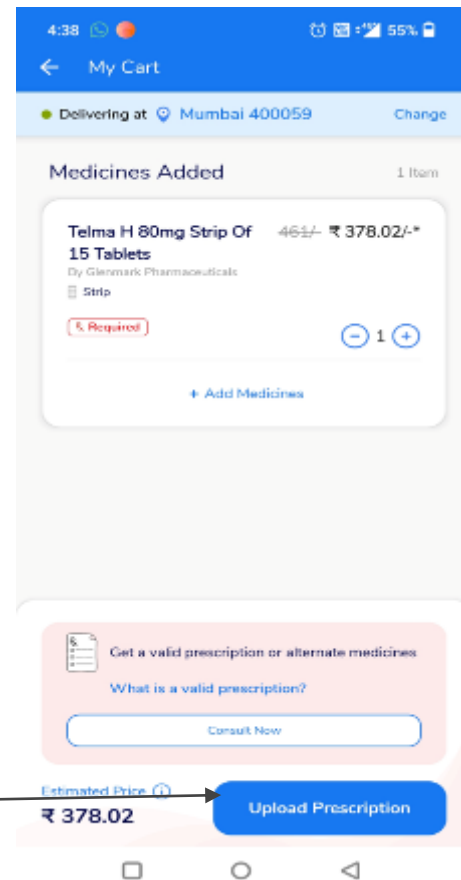 4:38 55%
My Cart
Delivering at Mumbai 400059 Change
Medicines Added 1 Item
Telma H 80mg Strip Of 461/- ₹ 378.02/-*
15 Tablets
By Glenmark Pharmaceuticals
Strip
Required
1
+ Add Medicines
Get a valid prescription or alternate medicines
What is a valid prescription?
Consult Now
Estimated Price
₹ 378.02
Upload Prescription